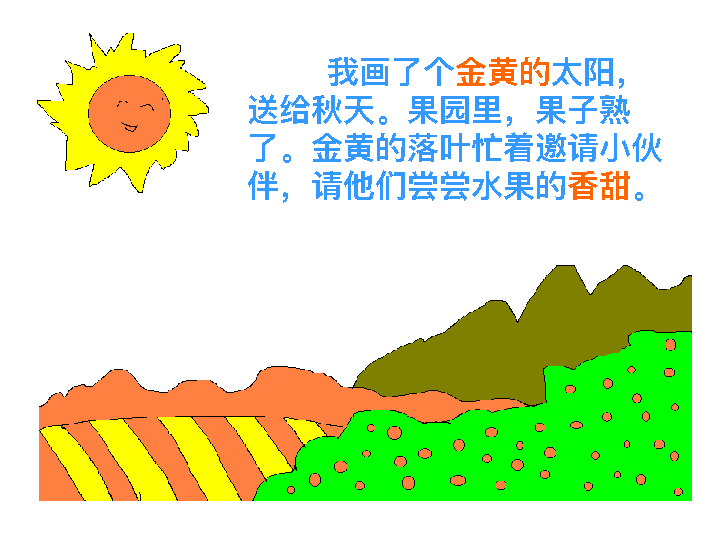 我画了个金黄的太阳，
送给秋天。果园里，果子熟
了。金黄的落叶忙着邀请小伙
伴，请他们尝尝水果的香甜。